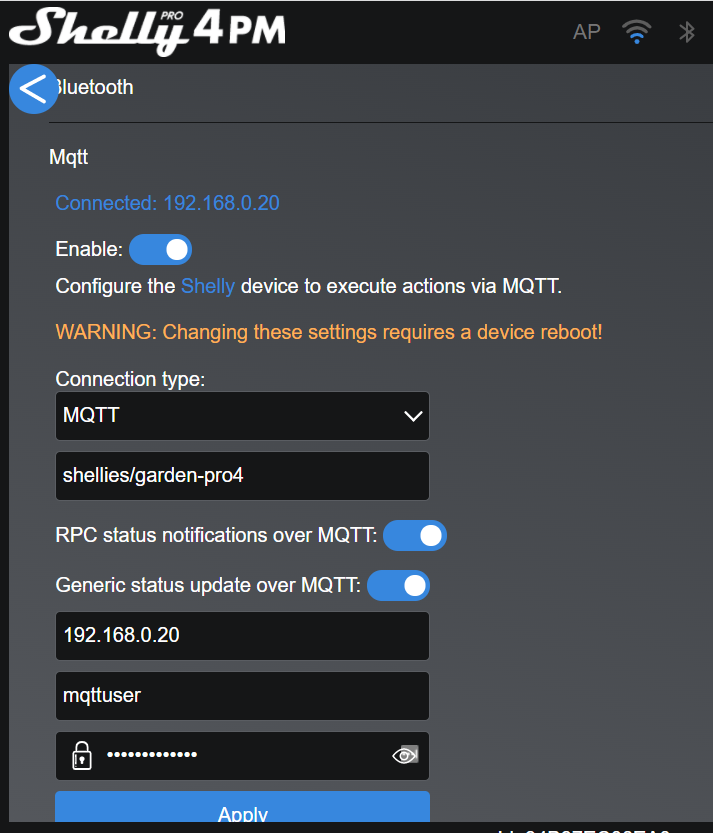 Shelly PRO 4PM
AP
Bluetooth
Mqtt
Connected: 192.168.0.20
Enable:
Configure the Shelly device to execute actions via MQTT.
WARNING: Changing these settings requires a device reboot!
Connection type:
MQTT
shellies/garden-pro4
RPC status notifications over MQTT:
Generic status update over MQTT:
192.168.0.20
mqttuser
•••••••••••••
Apply